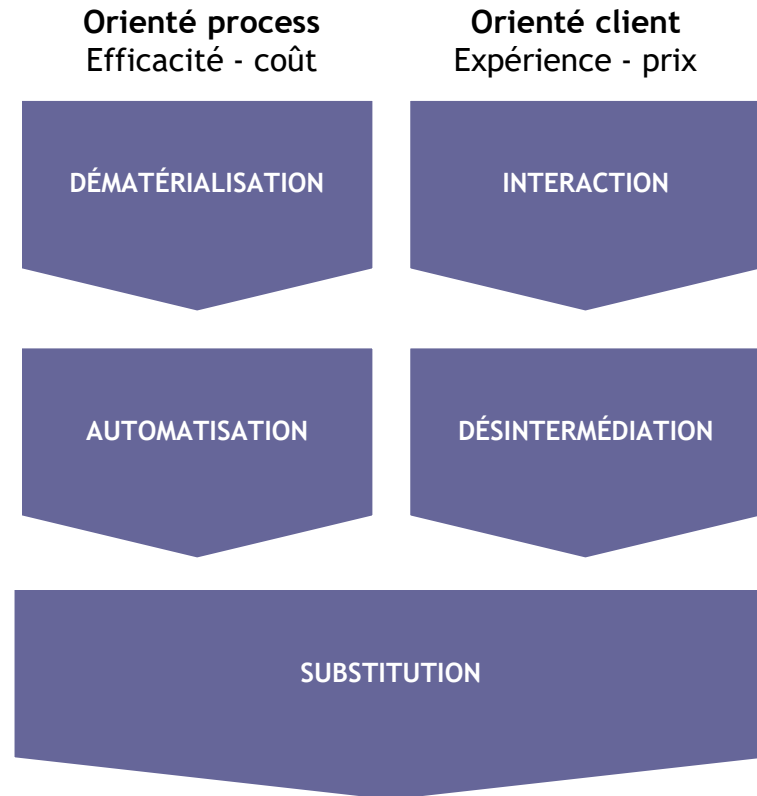 Orienté process
Efficacité - coût
Orienté client
Expérience - prix
DÉMATÉRIALISATION
INTERACTION
AUTOMATISATION
DÉSINTERMÉDIATION
SUBSTITUTION